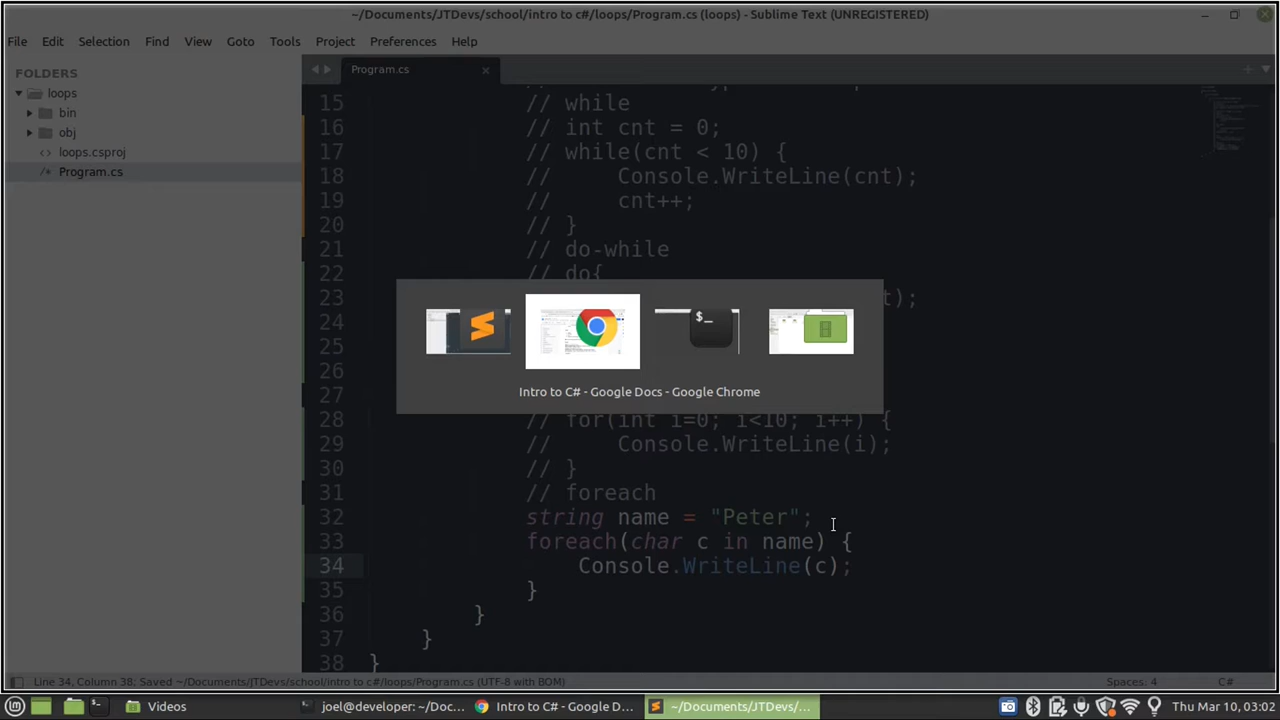 ~/Documents/JTDevs/school/intro to c#/loops/Program.cs (loops) - Sublime Text (UNREGISTERED)
File Edit Selection Find View Goto Tools Project Preferences Help
FOLDERS
loops
bin
obj
<> loops.csproj
/* Program.cs
Program.cs
15 // while
16 // int cnt = 0;
17 // while(cnt < 10) {
18 // Console.WriteLine(cnt);
19 // cnt++;
20 // }
21 // do-while
22 // do{
23 );
24
25
26
27
28 // for(int i=0; i<10; i++) {
29 // Console.WriteLine(i);
30 // }
31 // foreach
32 string name = "Peter";
33 foreach(char c in name) {
34 Console.WriteLine(c);
35 }
36 }
37 }
38 }
$_
Intro to C# - Google Docs - Google Chrome
Line 34, Column 38; Saved ~/Documents/JTDevs/school/intro to c#/loops/Program.cs (UTF-8 with BOM)
Spaces: 4
C#
Videos
joel@developer: ~/Doc...
Intro to C# - Google D...
~/Documents/JTDevs/...
Thu Mar 10, 03:02